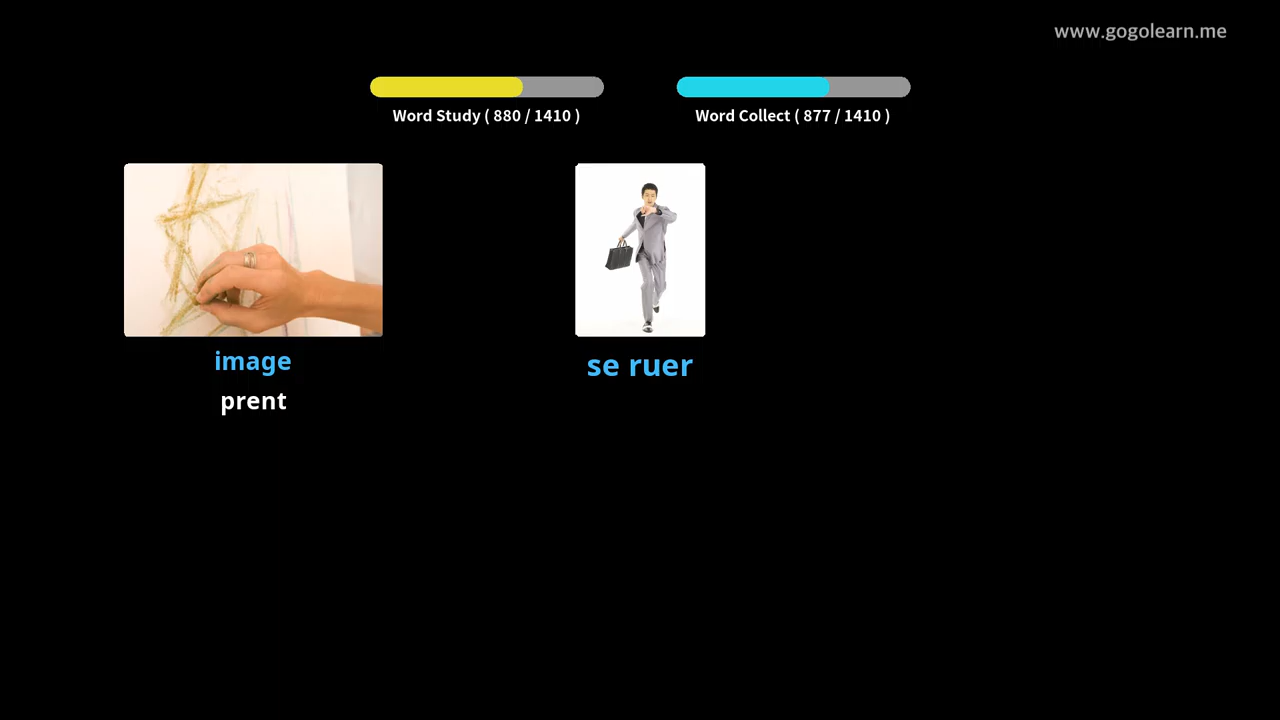 www.gogolearn.me
Word Study ( 880 / 1410 )
Word Collect ( 877 / 1410 )
image
prent
se ruer